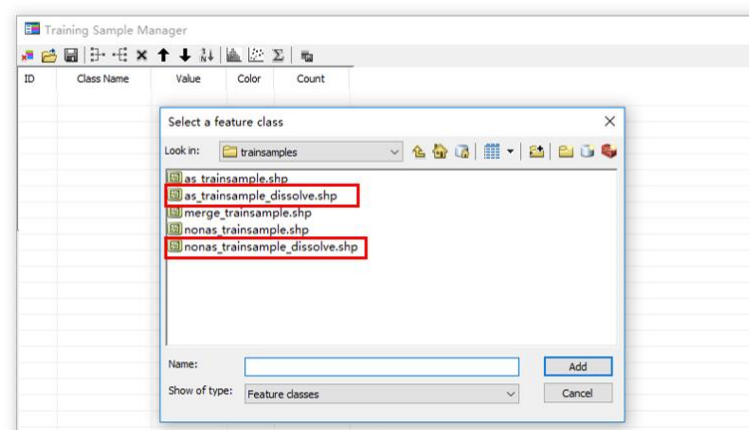 Training Sample Manager
ID Class Name Value Color Count
Select a feature class
Look in: trainsamples
as_trainsample.shp
as_trainsample_dissolve.shp
merge_trainsample.shp
nonas_trainsample.shp
nonas_trainsample_dissolve.shp
Name: Add
Show of type: Feature classes Cancel